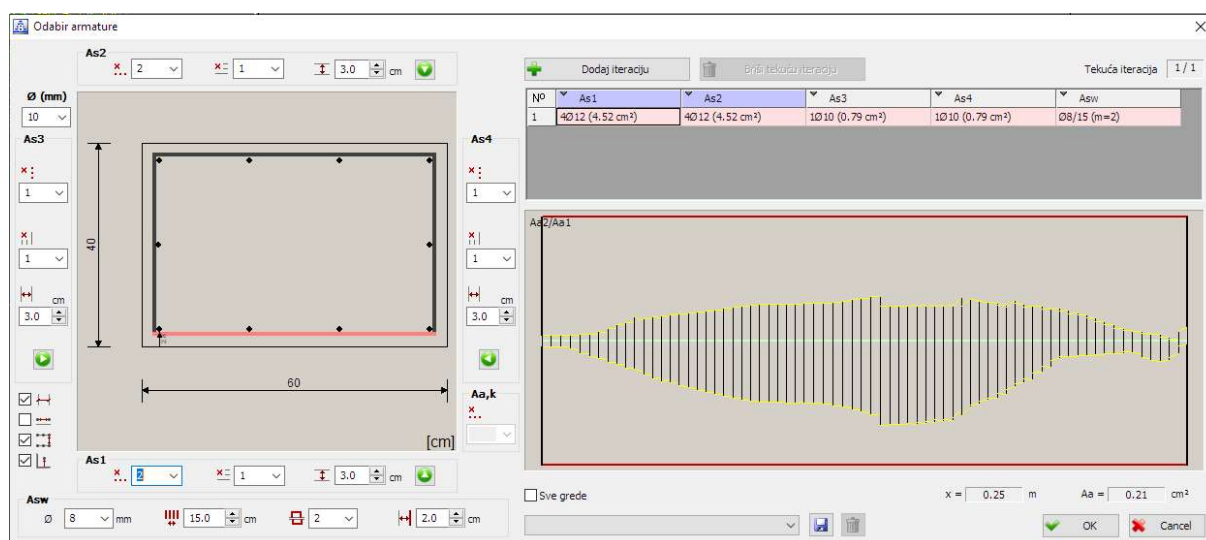 Odabir armature
As2
2
1
3.0
cm
Dodaj iteraciju
Briši tekuću iteraciju
Tekuća iteracija
1 / 1
Ø (mm)
10
As3
1
1
cm
3.0
40
60
[cm]
As4
1
1
cm
3.0
Aa,k
Nº As1 As2 As3 As4 Asw
1 4Ø12 (4.52 cm²) 4Ø12 (4.52 cm²) 1Ø10 (0.79 cm²) 1Ø10 (0.79 cm²) Ø8/15 (m=2)
Aa2/Aa1
As1
2
1
3.0
cm
Asw
Ø 8 mm 15.0 cm 2 2.0 cm
Sve grede
x = 0.25 m Aa = 0.21 cm²
OK
Cancel